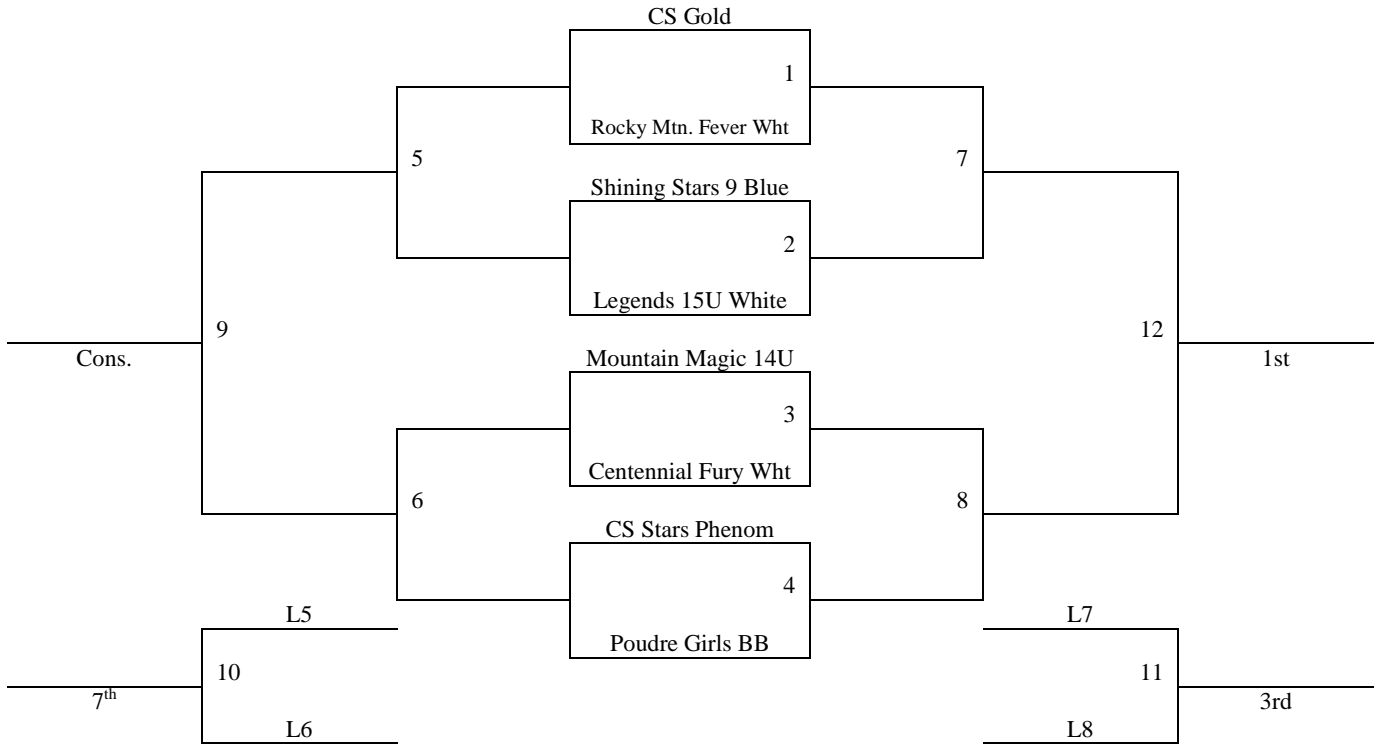 CS Gold
1
Rocky Mtn. Fever Wht
5
7
Shining Stars 9 Blue
2
Legends 15U White
9
12
Cons.
1st
Mountain Magic 14U
3
Centennial Fury Wht
6
8
CS Stars Phenom
4
L5
L7
Poudre Girls BB
10
11
7th
3rd
L6
L8